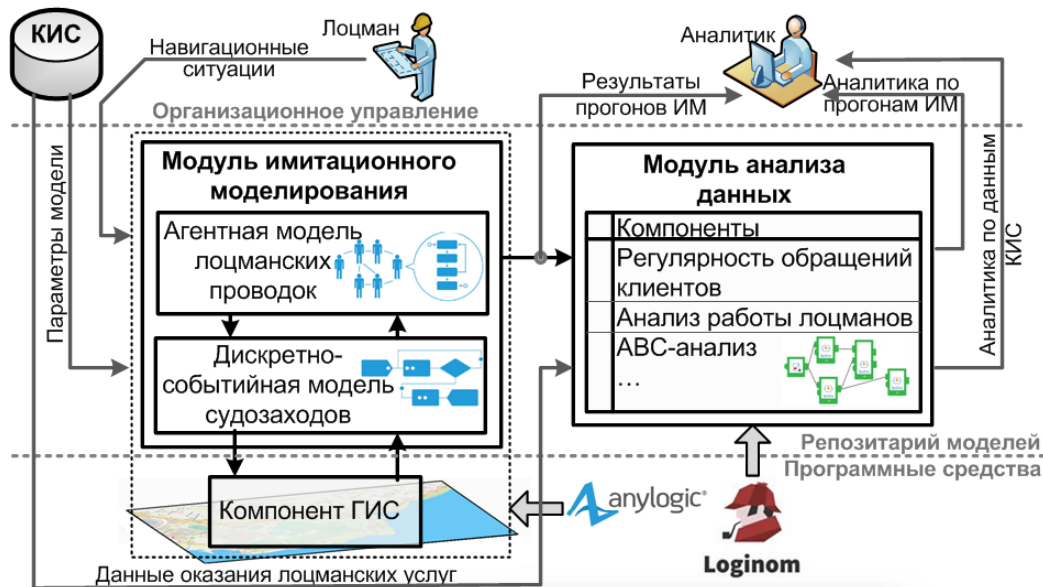 КИС
Лоцман
Навигационные
ситуации
Аналитик
Результаты
прогонов ИМ
Аналитика по
прогонам ИМ
Организационное управление
Параметры модели
Модуль имитационного
моделирования
Агентная модель
лоцманских
проводок
Дискретно-
событийная модель
судозаходов
Компонент ГИС
Модуль анализа
данных
Компоненты
Регулярность обращений
клиентов
Анализ работы лоцманов
АВС-анализ
...
Аналитика по данным
КИС
Репозитарий моделей
Программные средства
anylogic®
Loginom
Данные оказания лоцманских услуг